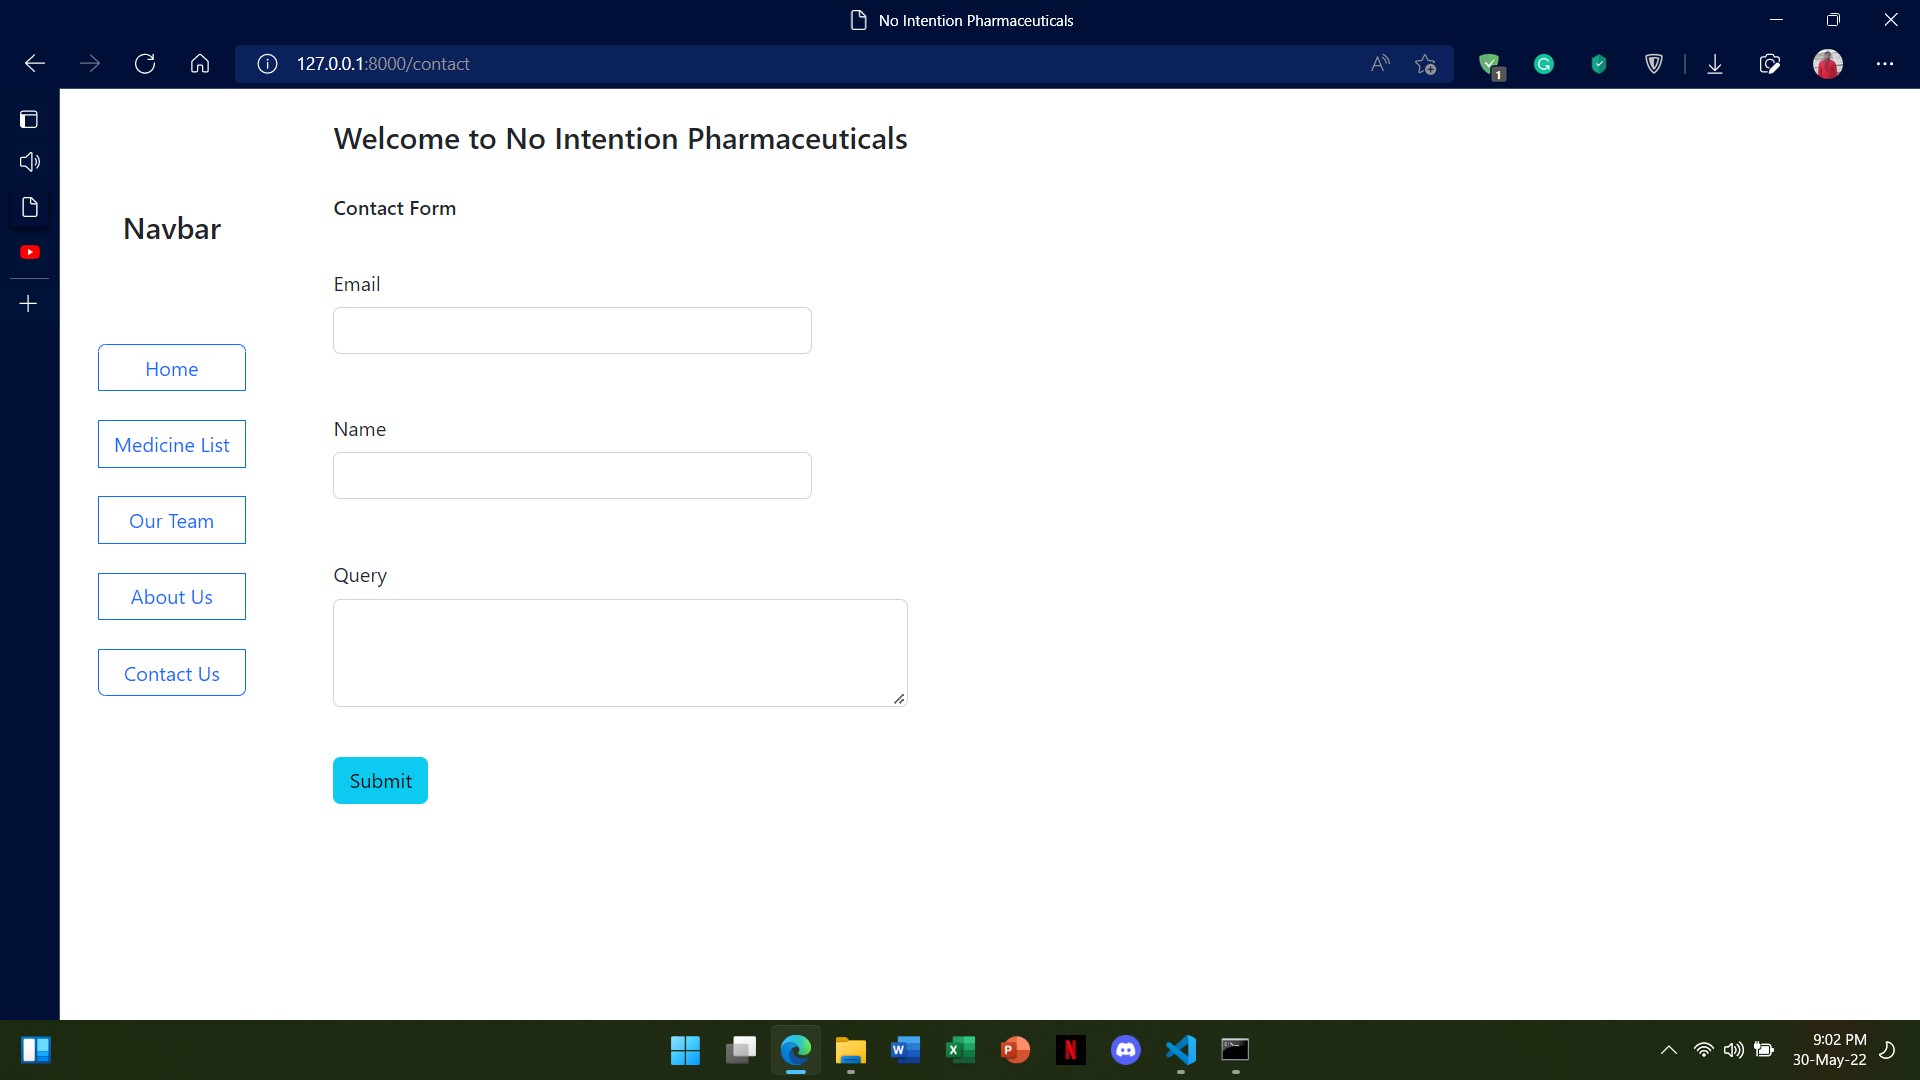 No Intention Pharmaceuticals
127.0.0.1:8000/contact
1
Welcome to No Intention Pharmaceuticals
Navbar
Home
Medicine List
Our Team
About Us
Contact Us
Contact Form
Email
Name
Query
Submit
9:02 PM
30-May-22